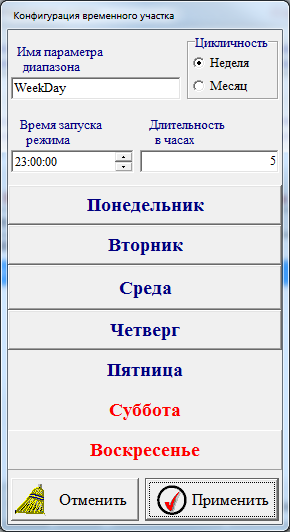 Конфигурация временного участка
Имя параметра
диапазона
WeekDay
Цикличность
Неделя
Месяц
Время запуска
режима
23:00:00
Длительность
в часах
5
Понедельник
Вторник
Среда
Четверг
Пятница
Суббота
Воскресенье
Отменить
Применить